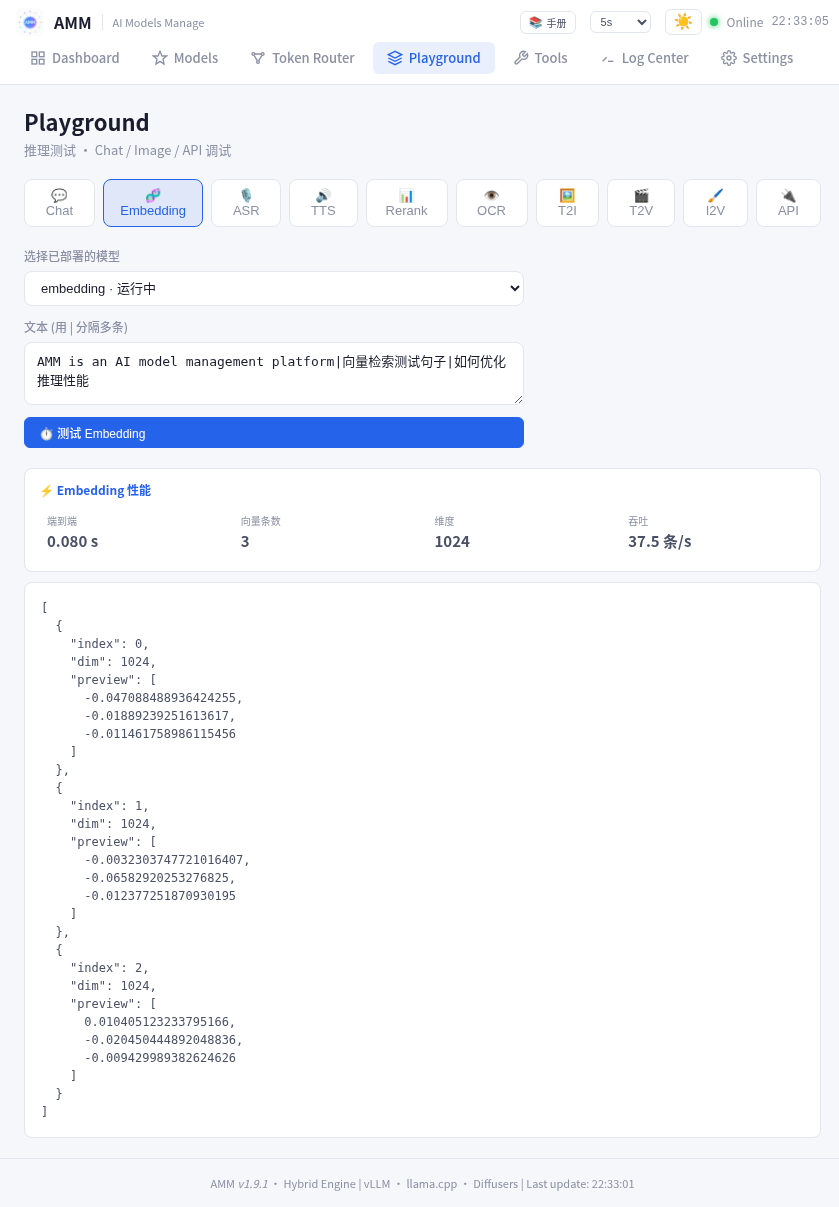 AMM AI Models Manage 📚 手册 5s ☀️ Online 22:33:05
Dashboard Models Token Router Playground Tools Log Center Settings
Playground
推理测试 · Chat / Image / API 调试
💬 🧬 🎙️ 🔊 📊 👁️ 🖼️ 🎬 🖌️ 🔌
Chat Embedding ASR TTS Rerank OCR T2I T2V I2V API
选择已部署的模型
embedding · 运行中
文本 (用 | 分隔多条)
AMM is an AI model management platform|向量检索测试句子|如何优化
推理性能
⏱️ 测试 Embedding
⚡ Embedding 性能
端到端 向量条数 维度 吞吐
0.080 s 3 1024 37.5 条/s
[
  {
    "index": 0,
    "dim": 1024,
    "preview": [
      -0.047088488936424255,
      -0.01889239251613617,
      -0.011461758986115456
    ]
  },
  {
    "index": 1,
    "dim": 1024,
    "preview": [
      -0.0032303747721016407,
      -0.06582920253276825,
      -0.012377251870930195
    ]
  },
  {
    "index": 2,
    "dim": 1024,
    "preview": [
      0.010405123233795166,
      -0.020450444892048836,
      -0.009429989382624626
    ]
  }
]
AMM v1.9.1 · Hybrid Engine | vLLM · llama.cpp · Diffusers | Last update: 22:33:01